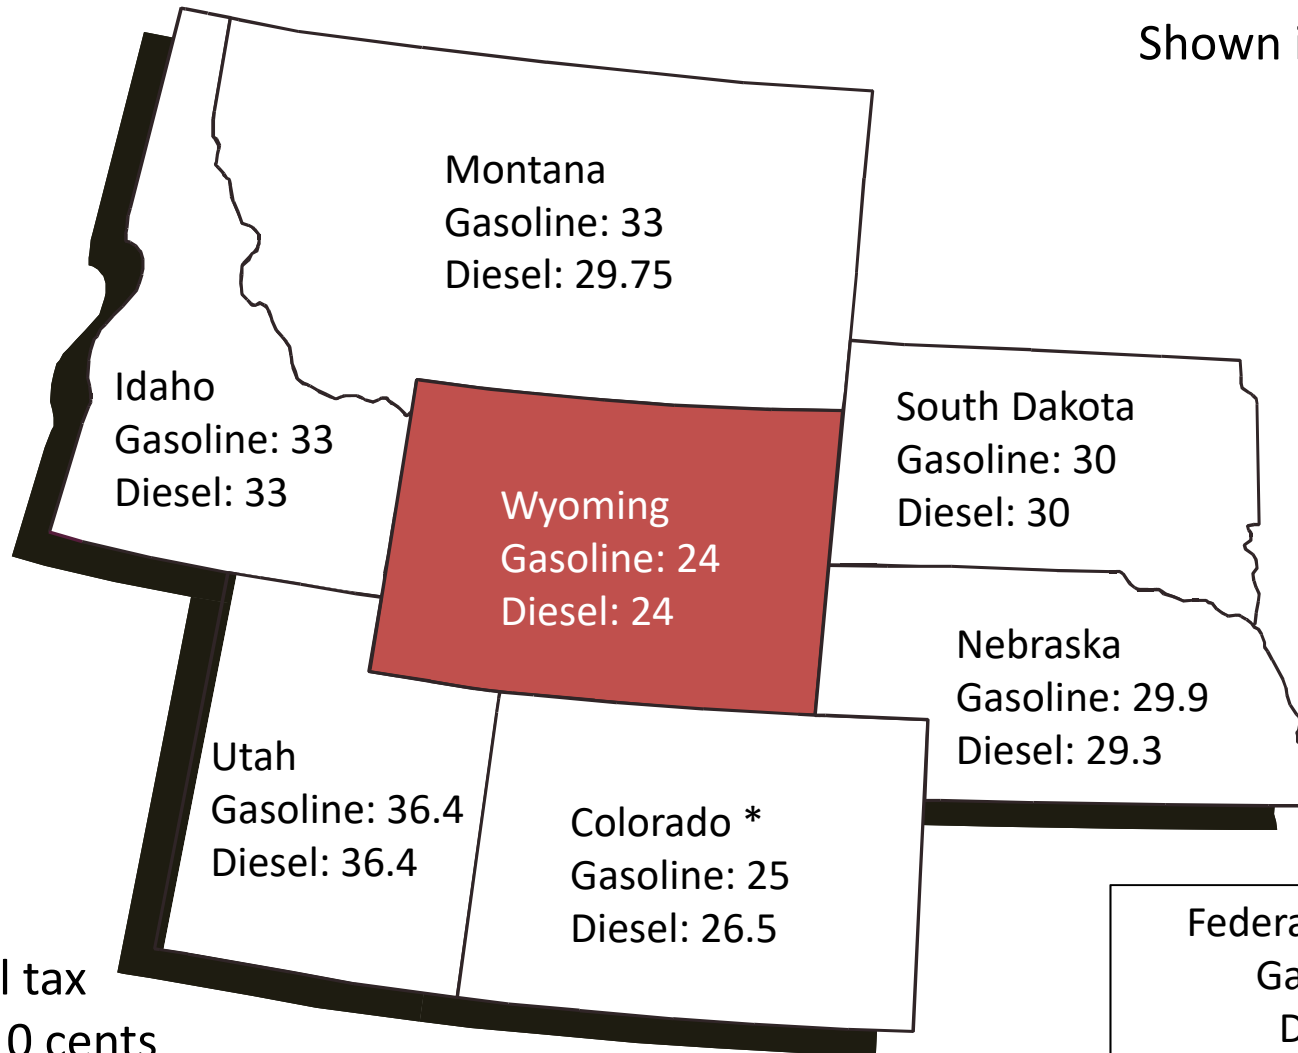 Shown
Montana
Gasoline: 33
Diesel: 29.75
Idaho
Gasoline: 33
Diesel: 33
Wyoming
Gasoline: 24
Diesel: 24
South Dakota
Gasoline: 30
Diesel: 30
Nebraska
Gasoline: 29.9
Diesel: 29.3
Utah
Gasoline: 36.4
Diesel: 36.4
Colorado *
Gasoline: 25
Diesel: 26.5
tax
0 cents